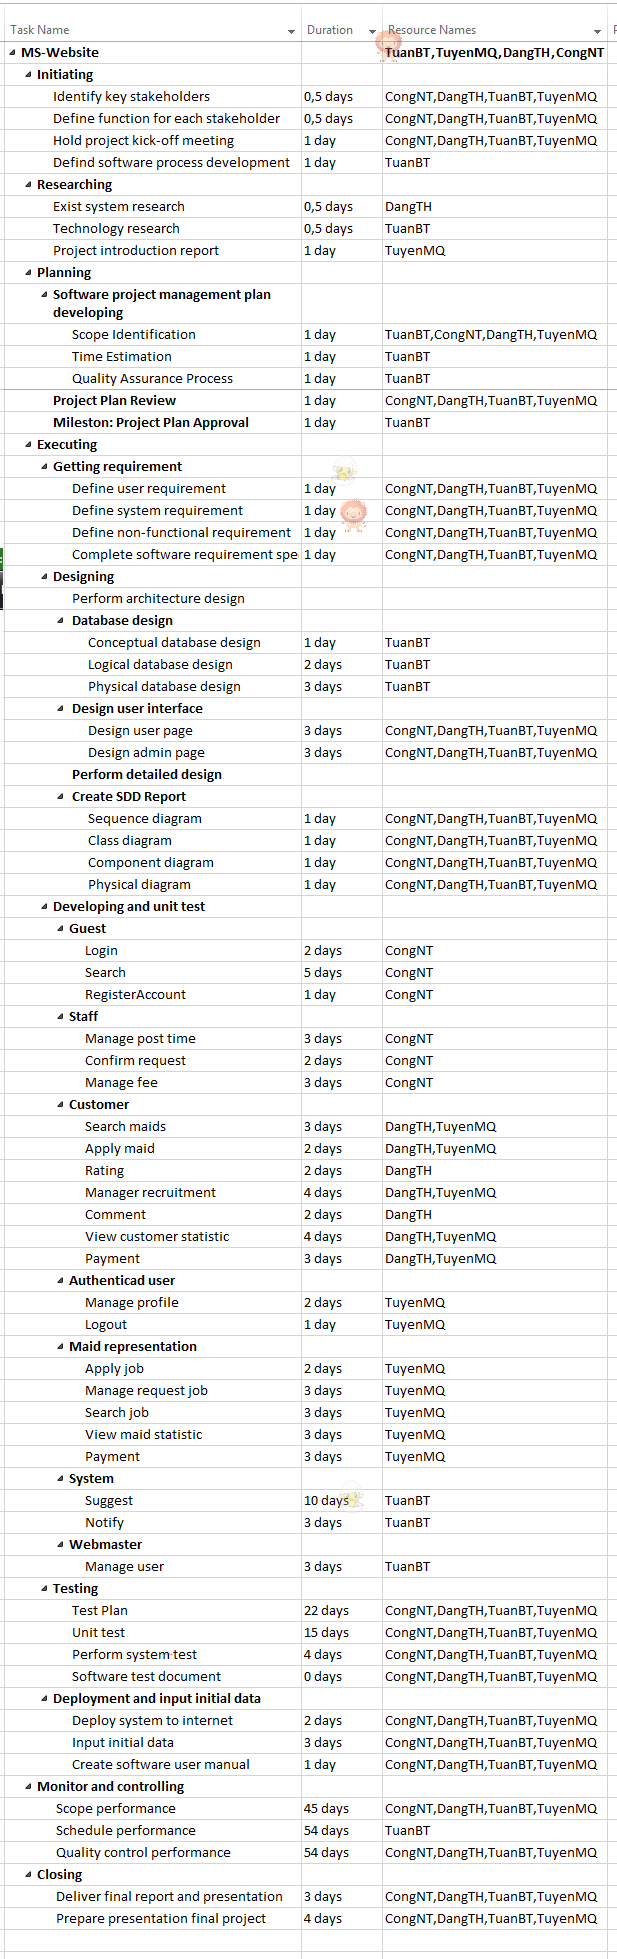 Task Name Duration Resource Names
MS-Website TuanBT,TuyenMQ,DangTH,CongNT
Initiating
Identify key stakeholders 0,5 days CongNT,DangTH,TuanBT,TuyenMQ
Define function for each stakeholder 0,5 days CongNT,DangTH,TuanBT,TuyenMQ
Hold project kick-off meeting 1 day CongNT,DangTH,TuanBT,TuyenMQ
Defind software process development 1 day TuanBT
Researching
Exist system research 0,5 days DangTH
Technology research 0,5 days TuanBT
Project introduction report 1 day TuyenMQ
Planning
Software project management plan
developing
Scope Identification 1 day TuanBT,CongNT,DangTH,TuyenMQ
Time Estimation 1 day TuanBT
Quality Assurance Process 1 day TuanBT
Project Plan Review 1 day CongNT,DangTH,TuanBT,TuyenMQ
Mileston: Project Plan Approval 1 day TuanBT
Executing
Getting requirement
Define user requirement 1 day CongNT,DangTH,TuanBT,TuyenMQ
Define system requirement 1 day CongNT,DangTH,TuanBT,TuyenMQ
Define non-functional requirement 1 day CongNT,DangTH,TuanBT,TuyenMQ
Complete software requirement spe 1 day CongNT,DangTH,TuanBT,TuyenMQ
Designing
Perform architecture design
Database design
Conceptual database design 1 day TuanBT
Logical database design 2 days TuanBT
Physical database design 3 days TuanBT
Design user interface
Design user page 3 days CongNT,DangTH,TuanBT,TuyenMQ
Design admin page 3 days CongNT,DangTH,TuanBT,TuyenMQ
Perform detailed design
Create SDD Report
Sequence diagram 1 day CongNT,DangTH,TuanBT,TuyenMQ
Class diagram 1 day CongNT,DangTH,TuanBT,TuyenMQ
Component diagram 1 day CongNT,DangTH,TuanBT,TuyenMQ
Physical diagram 1 day CongNT,DangTH,TuanBT,TuyenMQ
Developing and unit test
Guest
Login 2 days CongNT
Search 5 days CongNT
RegisterAccount 1 day CongNT
Staff
Manage post time 3 days CongNT
Confirm request 2 days CongNT
Manage fee 3 days CongNT
Customer
Search maids 3 days DangTH,TuyenMQ
Apply maid 2 days DangTH,TuyenMQ
Rating 2 days DangTH
Manager recruitment 4 days DangTH,TuyenMQ
Comment 2 days DangTH
View customer statistic 4 days DangTH,TuyenMQ
Payment 3 days DangTH,TuyenMQ
Authenticad user
Manage profile 2 days TuyenMQ
Logout 1 day TuyenMQ
Maid representation
Apply job 2 days TuyenMQ
Manage request job 3 days TuyenMQ
Search job 3 days TuyenMQ
View maid statistic 3 days TuyenMQ
Payment 3 days TuyenMQ
System
Suggest 10 days TuanBT
Notify 3 days TuanBT
Webmaster
Manage user 3 days TuanBT
Testing
Test Plan 22 days CongNT,DangTH,TuanBT,TuyenMQ
Unit test 15 days CongNT,DangTH,TuanBT,TuyenMQ
Perform system test 4 days CongNT,DangTH,TuanBT,TuyenMQ
Software test document 0 days CongNT,DangTH,TuanBT,TuyenMQ
Deployment and input initial data
Deploy system to internet 2 days CongNT,DangTH,TuanBT,TuyenMQ
Input initial data 3 days CongNT,DangTH,TuanBT,TuyenMQ
Create software user manual 1 day CongNT,DangTH,TuanBT,TuyenMQ
Monitor and controlling
Scope performance 45 days CongNT,DangTH,TuanBT,TuyenMQ
Schedule performance 54 days TuanBT
Quality control performance 54 days CongNT,DangTH,TuanBT,TuyenMQ
Closing
Deliver final report and presentation 3 days CongNT,DangTH,TuanBT,TuyenMQ
Prepare presentation final project 4 days CongNT,DangTH,TuanBT,TuyenMQ